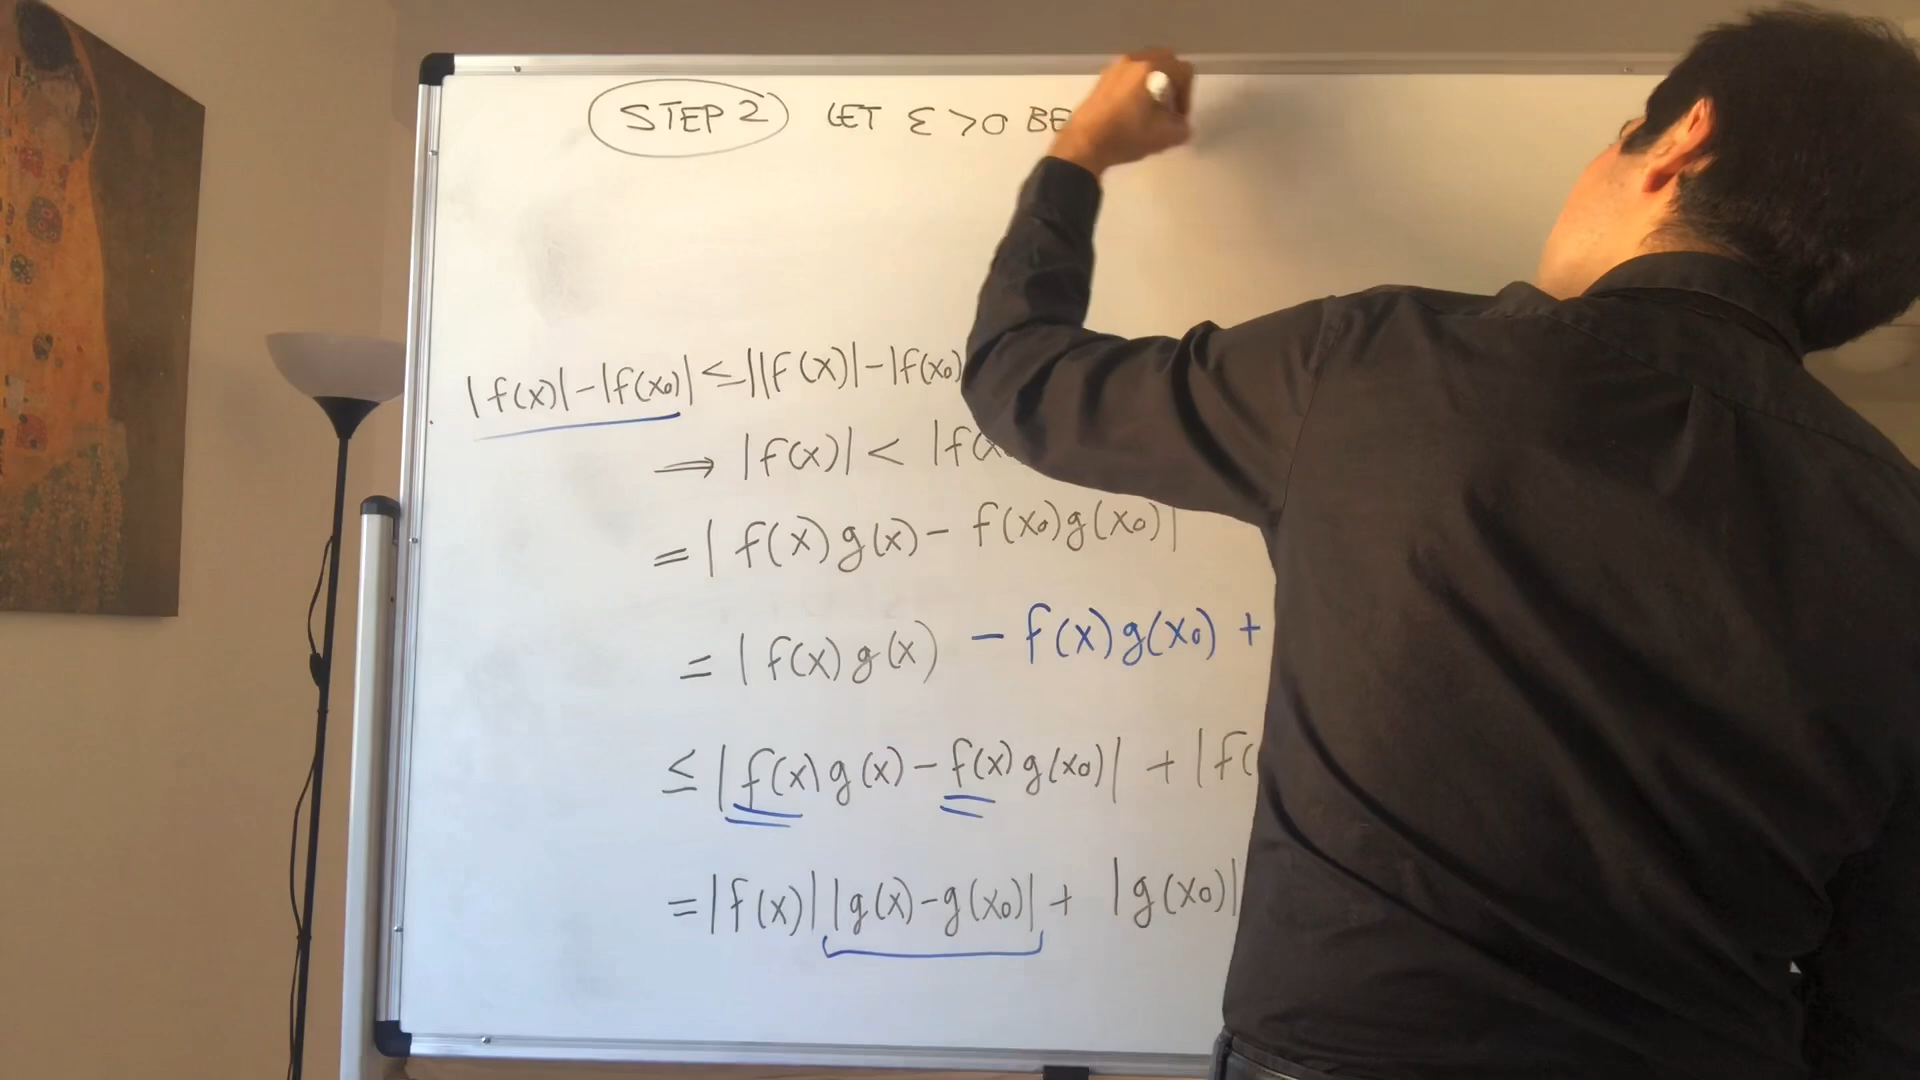 STEP 2 LET ε > 0 BE
|f(x)| - |f(x₀)| ≤ ||f(x)| - |f(x₀)
⟹ |f(x)| < |f(x
= | f(x) g(x) - f(x₀) g(x₀)|
= | f(x) g(x) - f(x) g(x₀) +
≤ | f(x) g(x) - f(x) g(x₀)| + | f(
= |f(x)| |g(x) - g(x₀)| + |g(x₀)|